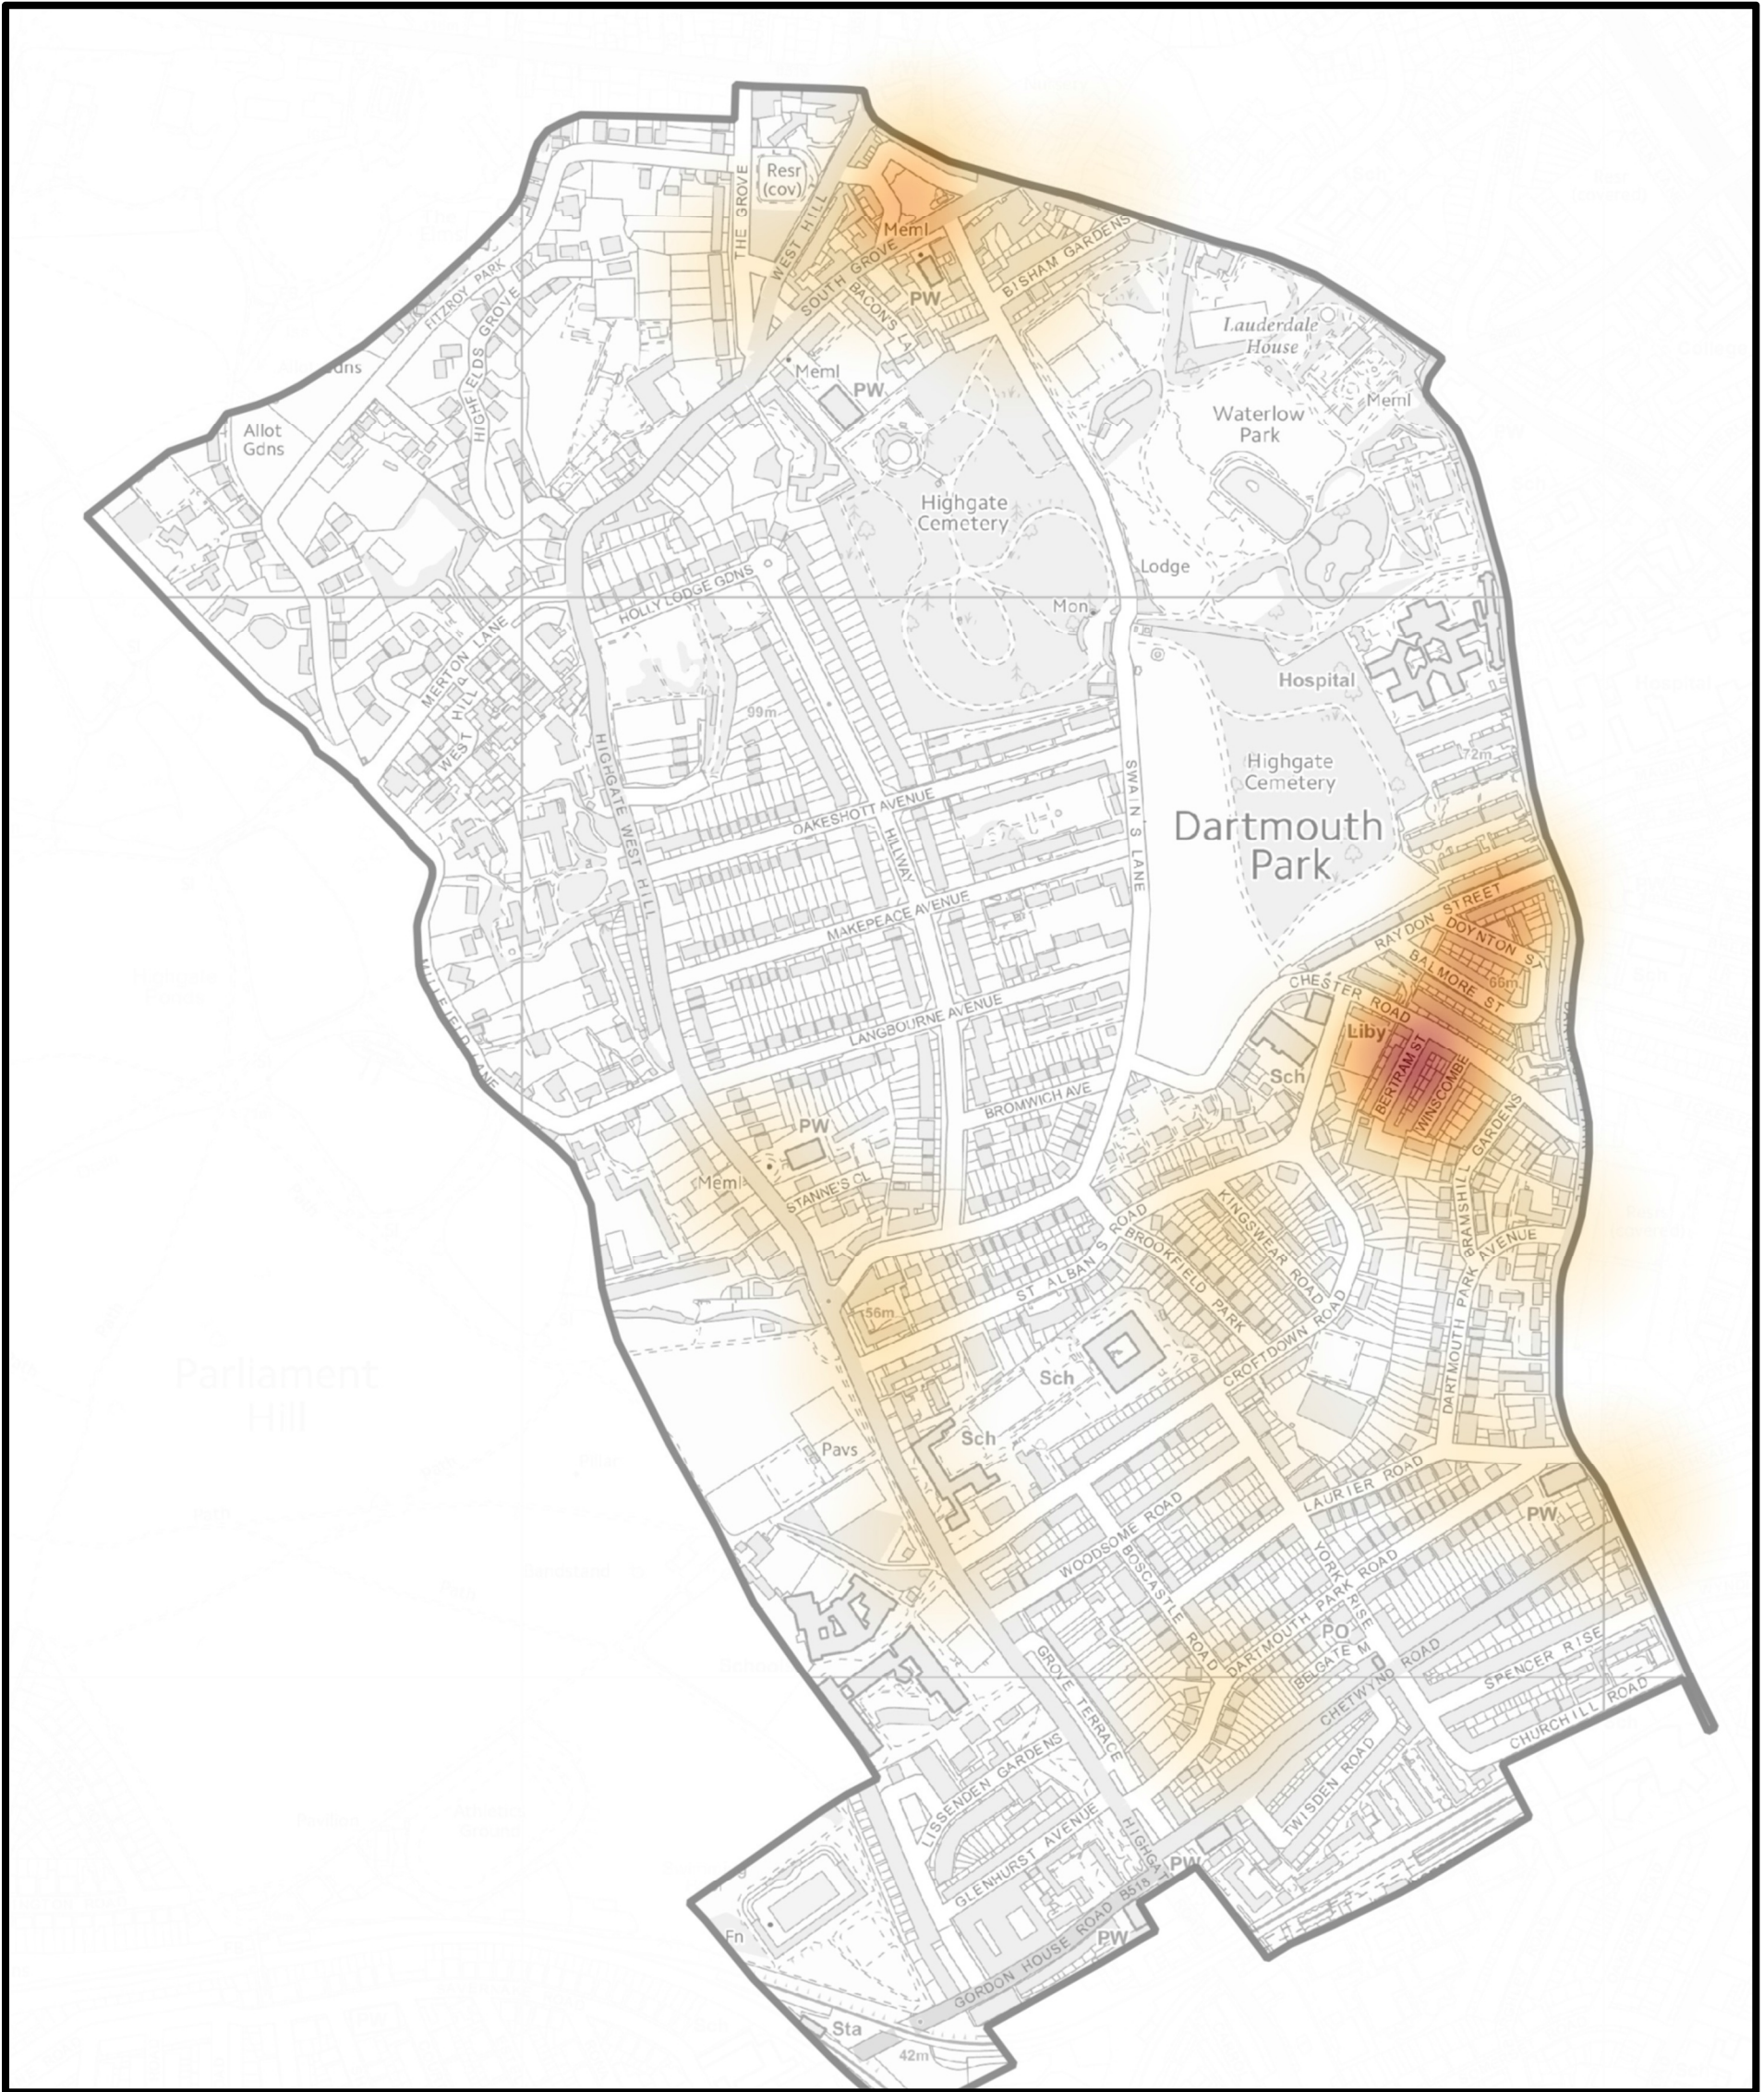 Resr
(cov)
THE GROVE
WEST HILL
Meml
SOUTH GROVE
BISHAM GARDENS
BACON'S LA
PW
FITZROY PARK
HIGHFIELDS GROVE
Lauderdale
House
Meml
PW
Meml
Waterlow
Park
Allot
Gdns
Highgate
Cemetery
Lodge
HOLLY LODGE GDNS
Mon
MERTON LANE
WEST HILL
Hospital
99m
HIGHGATE WEST HILL
72m
Highgate
Cemetery
SWAIN S LANE
OAKESHOTT AVENUE
HILLWAY
Dartmouth
Park
MAKEPEACE AVENUE
RAYDON STREET
DOYNTON ST
BALMORE ST
66m
CHESTER ROAD
MILLFIELD LANE
LANGBOURNE AVENUE
Liby
BERTRAM ST
WINSCOMBE
Sch
BROMWICH AVE
PW
Meml
ST ANNE'S CL
BRAMSHILL GARDENS
KINGSWEAR ROAD
BROOKFIELD PARK
ST ALBAN S ROAD
DARTMOUTH PARK AVENUE
56m
CROFTDOWN ROAD
Parliament
Hill
Sch
Sch
Pavs
LAURIER ROAD
PW
WOODSOME ROAD
BOSCASTLE ROAD
YORK RISE
DARTMOUTH PARK ROAD
PO
BELGATE M
CHETWYND ROAD
SPENCER RISE
CHURCHILL ROAD
GROVE TERRACE
TWISDEN ROAD
LISSENDEN GARDENS
GLENHURST AVENUE
HIGHGAT
PW
Fn
GORDON HOUSE ROAD B518
PW
Sta
42m